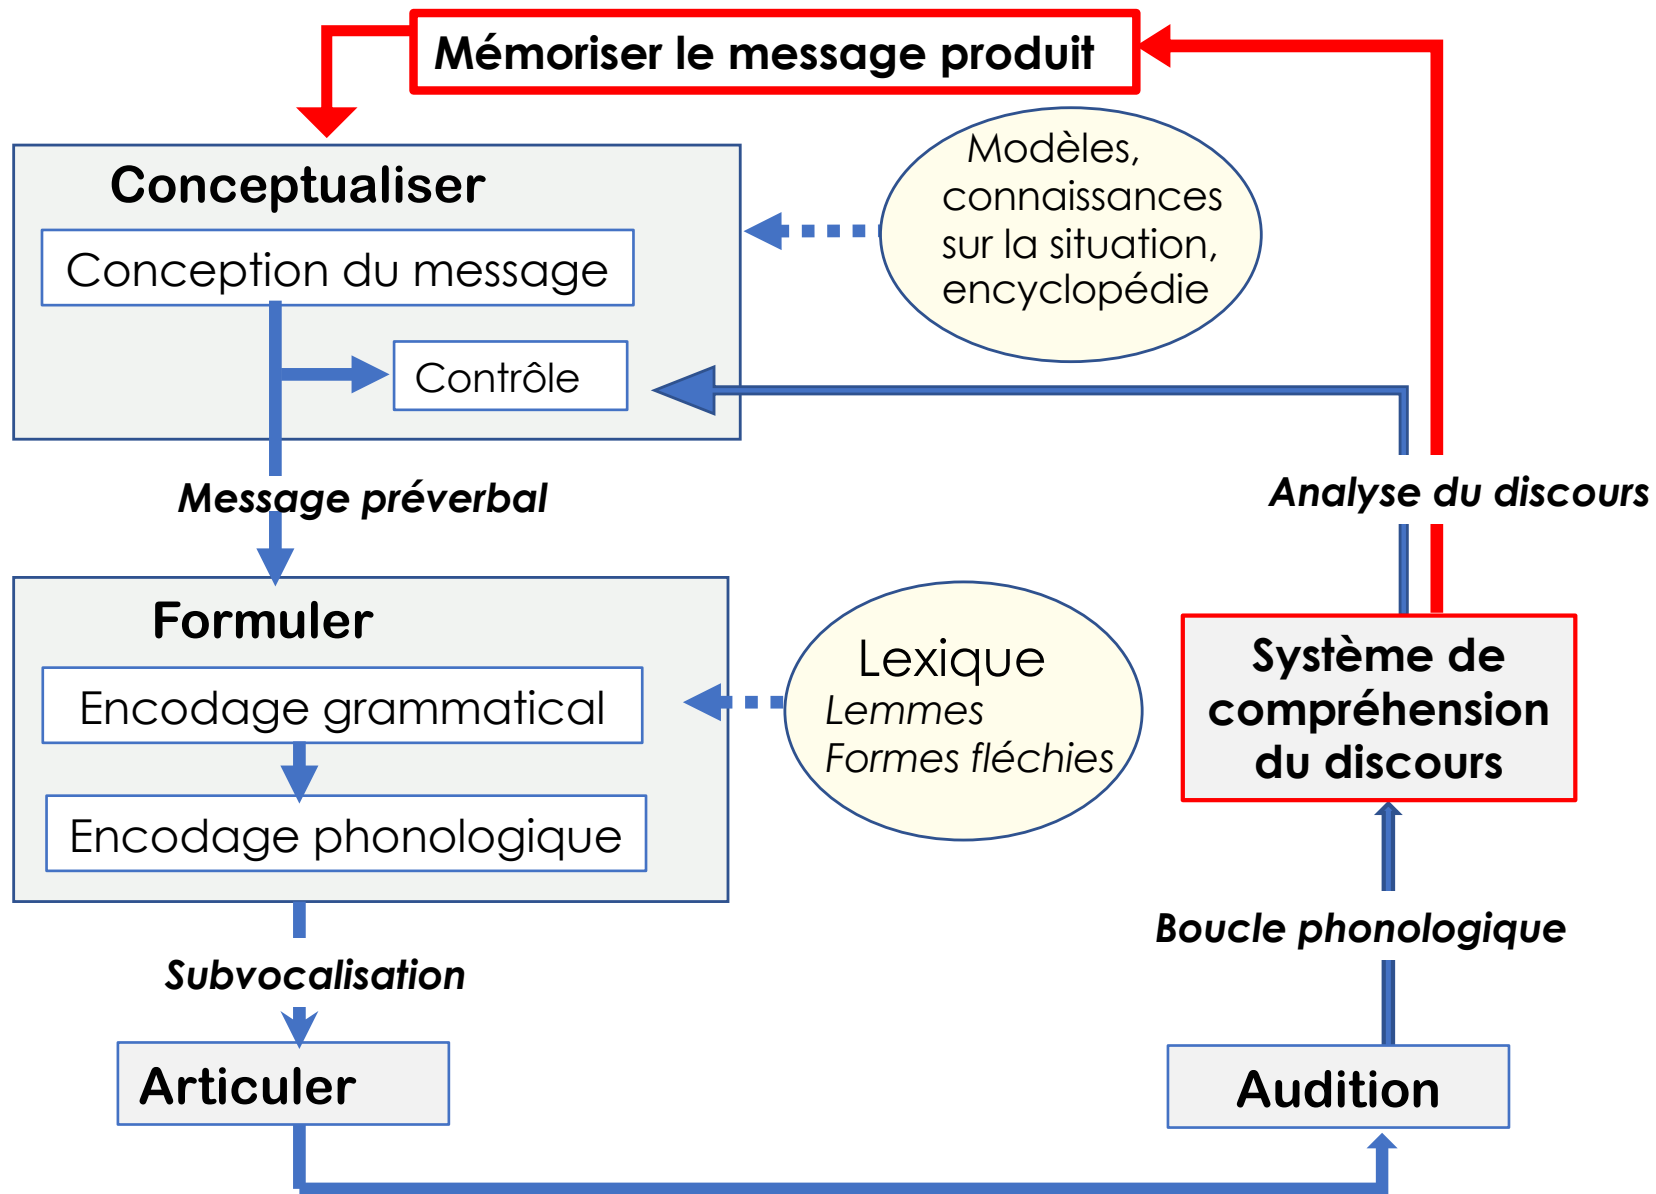 Mémoriser le message produit
Conceptualiser
Conception du message
Contrôle
Modèles,
connaissances
sur la situation,
encyclopédie
Message préverbal
Analyse du discours
Formuler
Encodage grammatical
Encodage phonologique
Lexique
Lemmes
Formes fléchies
Système de
compréhension
du discours
Boucle phonologique
Subvocalisation
Articuler
Audition